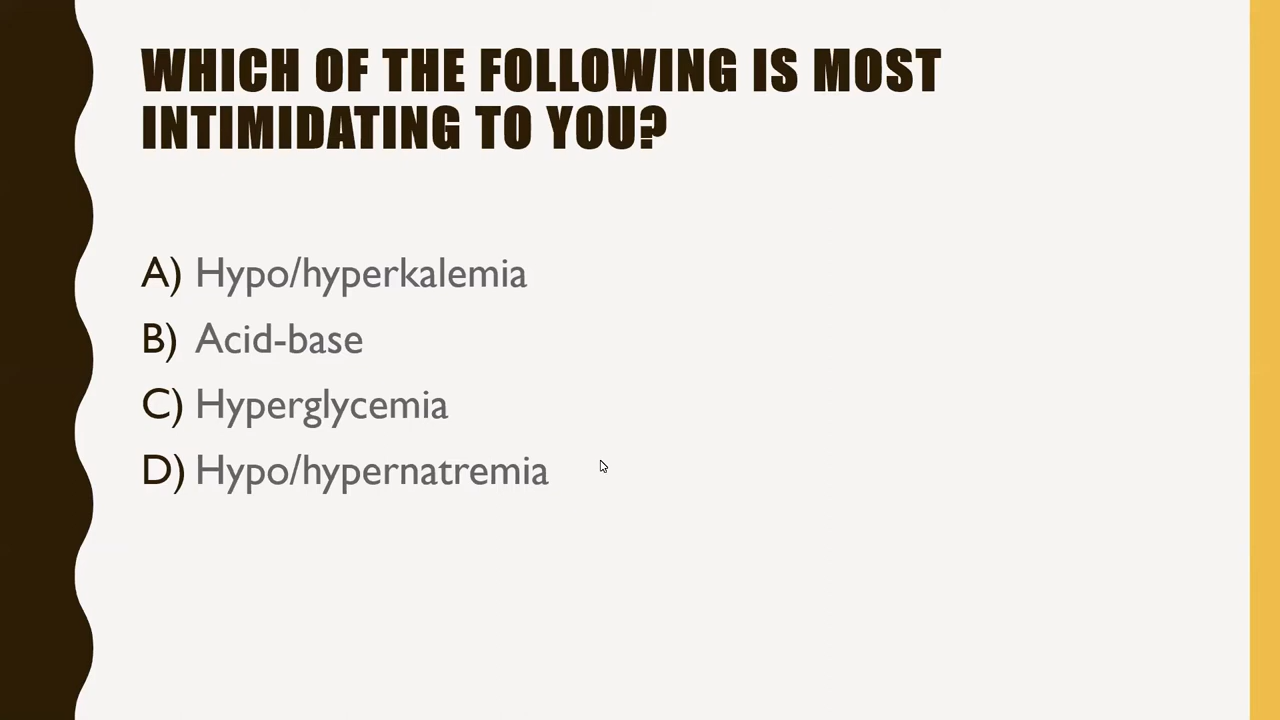 WHICH OF THE FOLLOWING IS MOST
INTIMIDATING TO YOU?
A) Hypo/hyperkalemia
B) Acid-base
C) Hyperglycemia
D) Hypo/hypernatremia